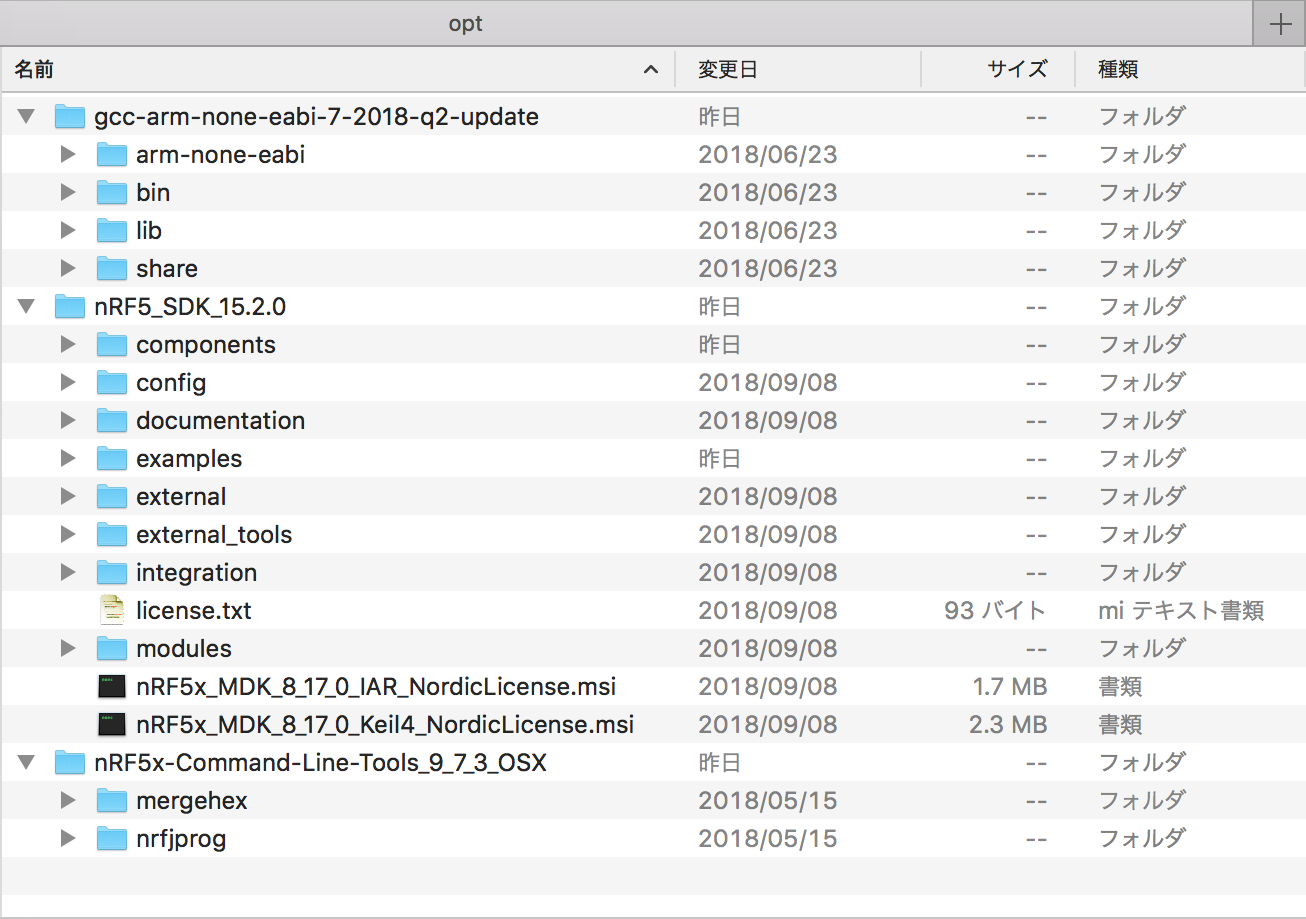 opt
名前 変更日 サイズ 種類
gcc-arm-none-eabi-7-2018-q2-update 昨日 -- フォルダ
arm-none-eabi 2018/06/23 -- フォルダ
bin 2018/06/23 -- フォルダ
lib 2018/06/23 -- フォルダ
share 2018/06/23 -- フォルダ
nRF5_SDK_15.2.0 昨日 -- フォルダ
components 昨日 -- フォルダ
config 2018/09/08 -- フォルダ
documentation 2018/09/08 -- フォルダ
examples 昨日 -- フォルダ
external 2018/09/08 -- フォルダ
external_tools 2018/09/08 -- フォルダ
integration 2018/09/08 -- フォルダ
license.txt 2018/09/08 93 バイト mi テキスト書類
modules 2018/09/08 -- フォルダ
nRF5x_MDK_8_17_0_IAR_NordicLicense.msi 2018/09/08 1.7 MB 書類
nRF5x_MDK_8_17_0_Keil4_NordicLicense.msi 2018/09/08 2.3 MB 書類
nRF5x-Command-Line-Tools_9_7_3_OSX 昨日 -- フォルダ
mergehex 2018/05/15 -- フォルダ
nrfjprog 2018/05/15 -- フォルダ